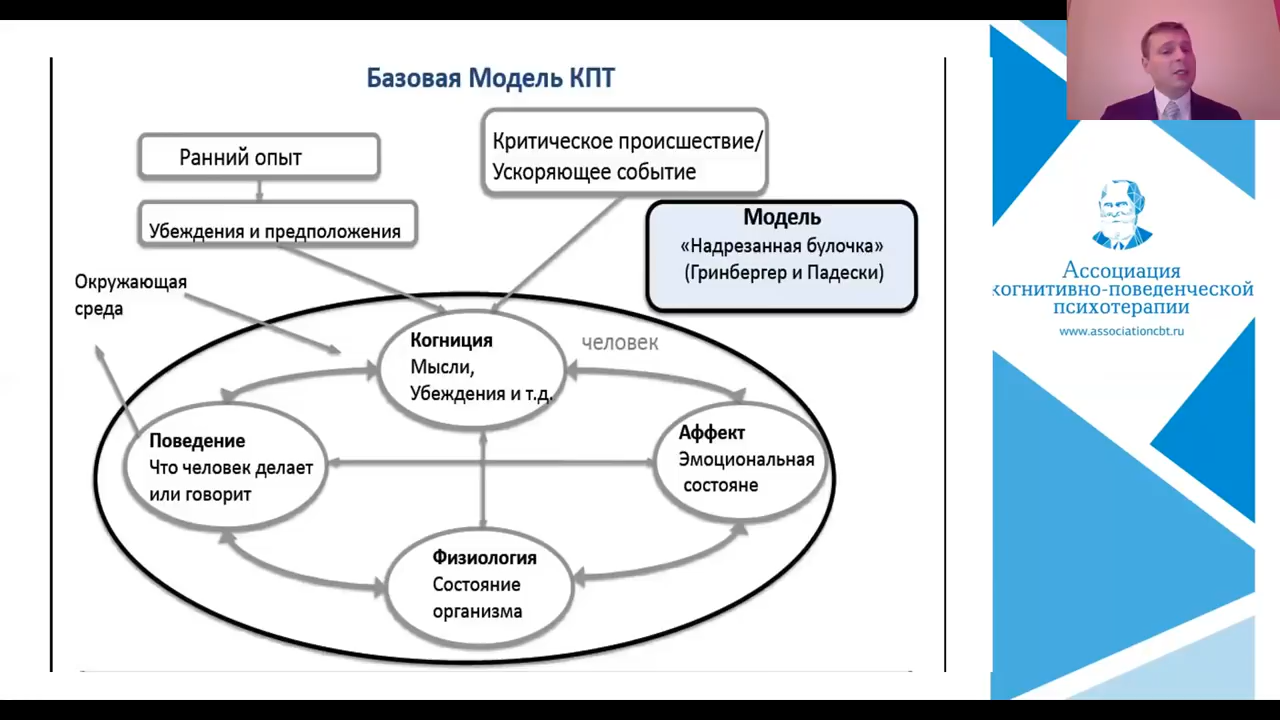 Базовая Модель КПТ
Ранний опыт
Критическое происшествие/
Ускоряющее событие
Убеждения и предположения
Модель
«Надрезанная булочка»
(Гринбергер и Падески)
Окружающая
среда
Когниция
Мысли,
Убеждения и т.д.
человек
Поведение
Что человек делает
или говорит
Аффект
Эмоциональная
состояне
Физиология
Состояние
организма
Ассоциация
когнитивно-поведенческой
психотерапии
www.associationcbt.ru